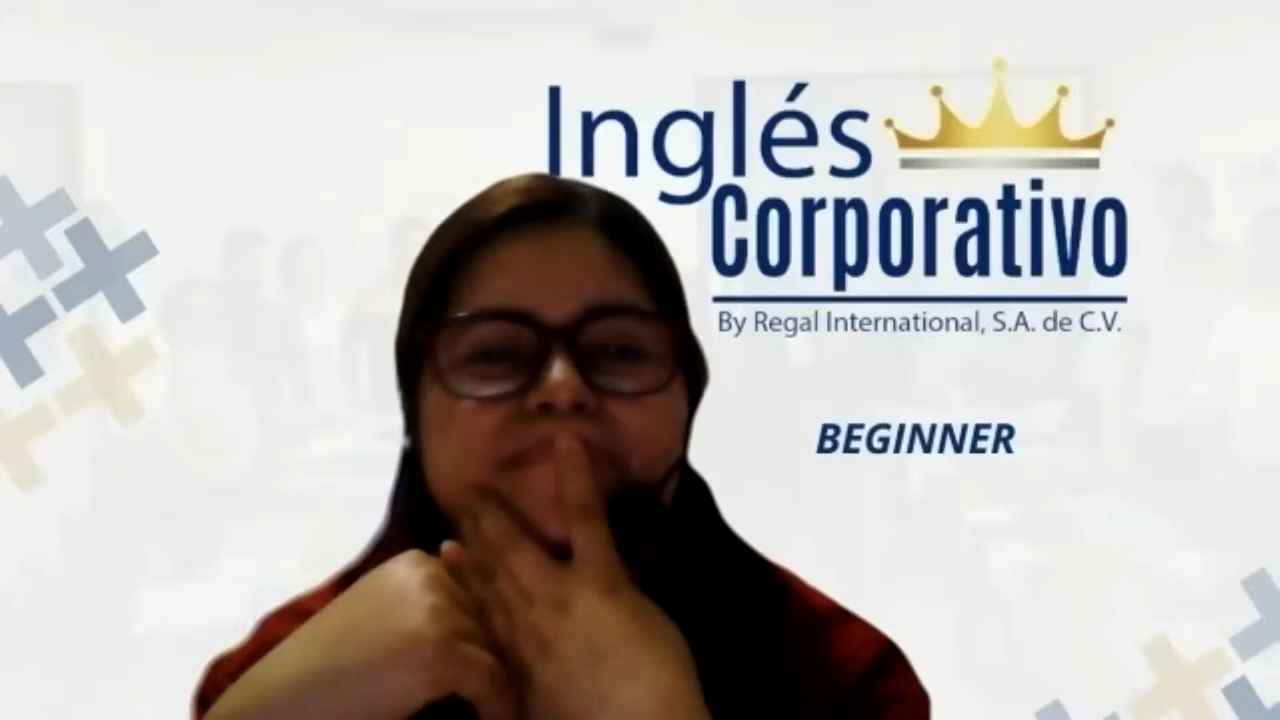 Inglés
Corporativo
By Regal International, S.A. de C.V.
BEGINNER